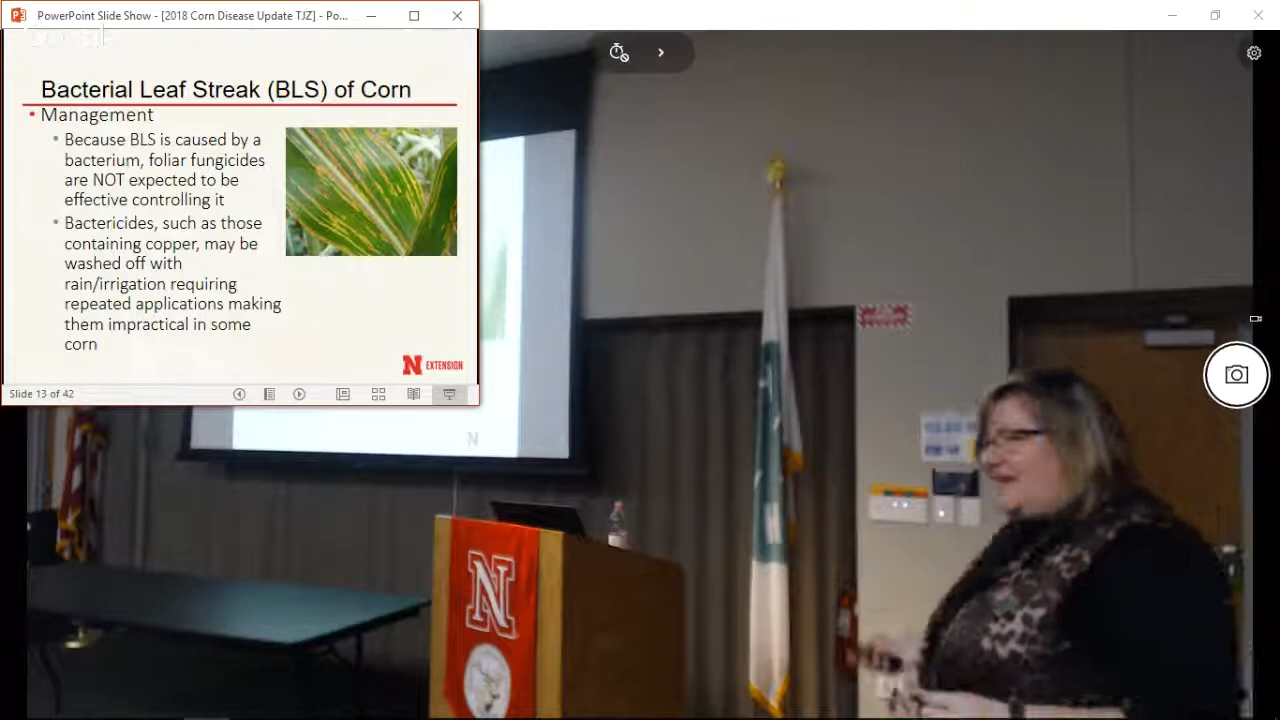 PowerPoint Slide Show - [2018 Corn Disease Update TJZ] - Po...
Bacterial Leaf Streak (BLS) of Corn
• Management
• Because BLS is caused by a
bacterium, foliar fungicides
are NOT expected to be
effective controlling it
• Bactericides, such as those
containing copper, may be
washed off with
rain/irrigation requiring
repeated applications making
them impractical in some
corn
N EXTENSION
Slide 13 of 42
N
N